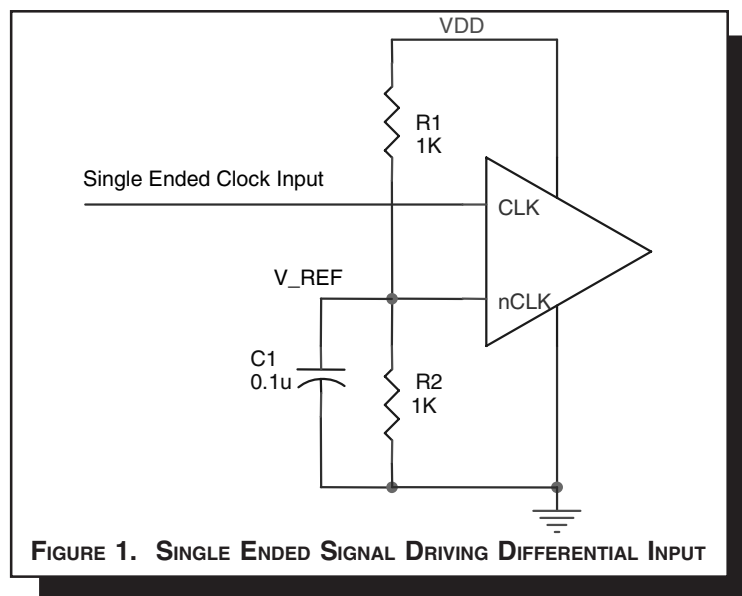 VDD
R1
1K
Single Ended Clock Input
CLK
V_REF
nCLK
C1
0.1u
R2
1K
FIGURE 1. SINGLE ENDED SIGNAL DRIVING DIFFERENTIAL INPUT